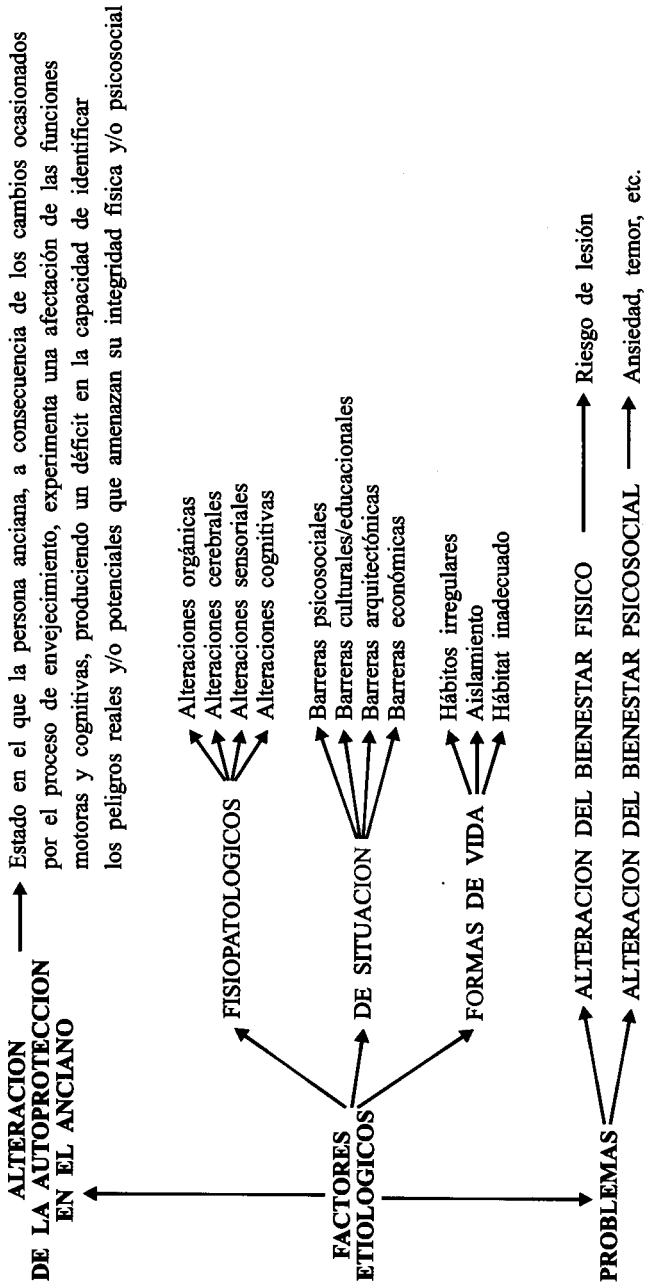 ALTERACION
DE LA AUTOPROTECCION
EN EL ANCIANO
Estado en el que la persona anciana, a consecuencia de los cambios ocasionados
por el proceso de envejecimiento, experimenta una afectación de las funciones
motoras y cognitivas, produciendo un déficit en la capacidad de identificar
los peligros reales y/o potenciales que amenazan su integridad física y/o psicosocial
FACTORES
ETIOLOGICOS
FISIOPATOLOGICOS
Alteraciones orgánicas
Alteraciones cerebrales
Alteraciones sensoriales
Alteraciones cognitivas
DE SITUACION
Barreras psicosociales
Barreras culturales/educacionales
Barreras arquitectónicas
Barreras económicas
FORMAS DE VIDA
Hábitos irregulares
Aislamiento
Hábitat inadecuado
PROBLEMAS
ALTERACION DEL BIENESTAR FISICO
Riesgo de lesión
ALTERACION DEL BIENESTAR PSICOSOCIAL
Ansiedad, temor, etc.